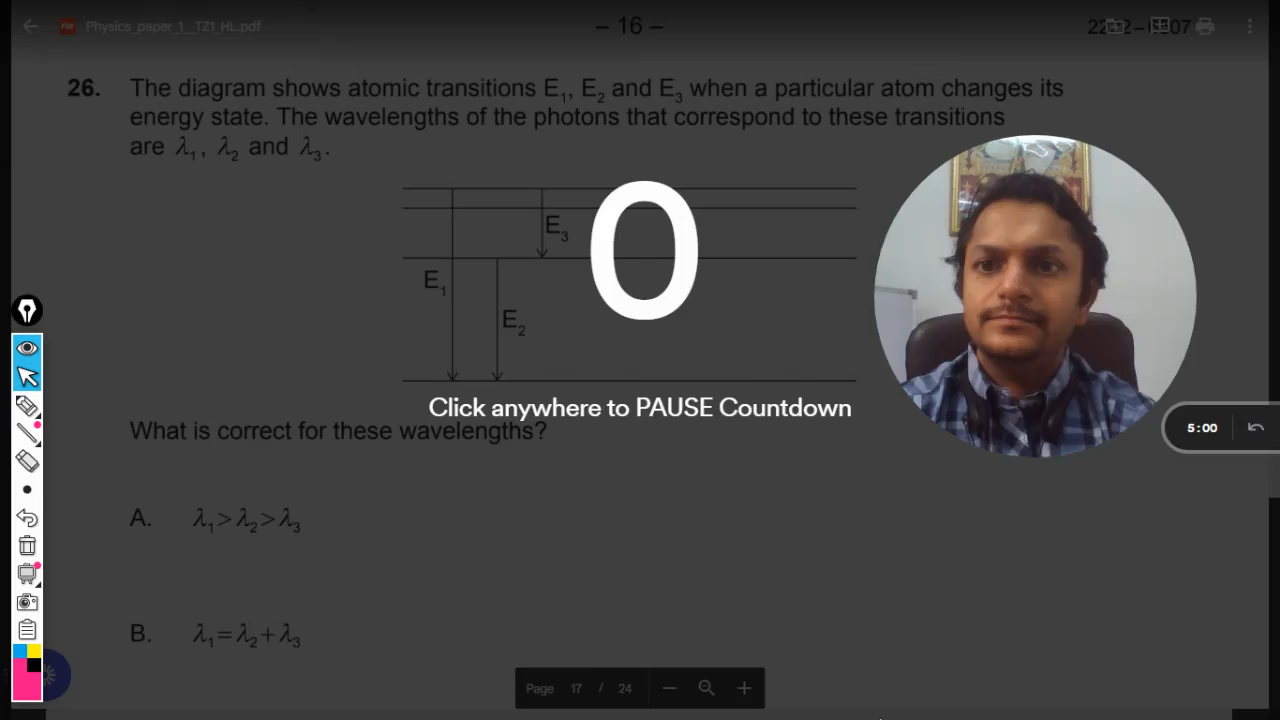 Physics_paper_1__TZ1_HL.pdf
– 16 –
26. The diagram shows atomic transitions E₁, E₂ and E₃ when a particular atom changes its
energy state. The wavelengths of the photons that correspond to these transitions
are λ₁, λ₂ and λ₃.
E₃
E₁
E₂
0
Click anywhere to PAUSE Countdown
5:00
What is correct for these wavelengths?
A. λ₁ > λ₂ > λ₃
B. λ₁ = λ₂ + λ₃
Page 17 / 24